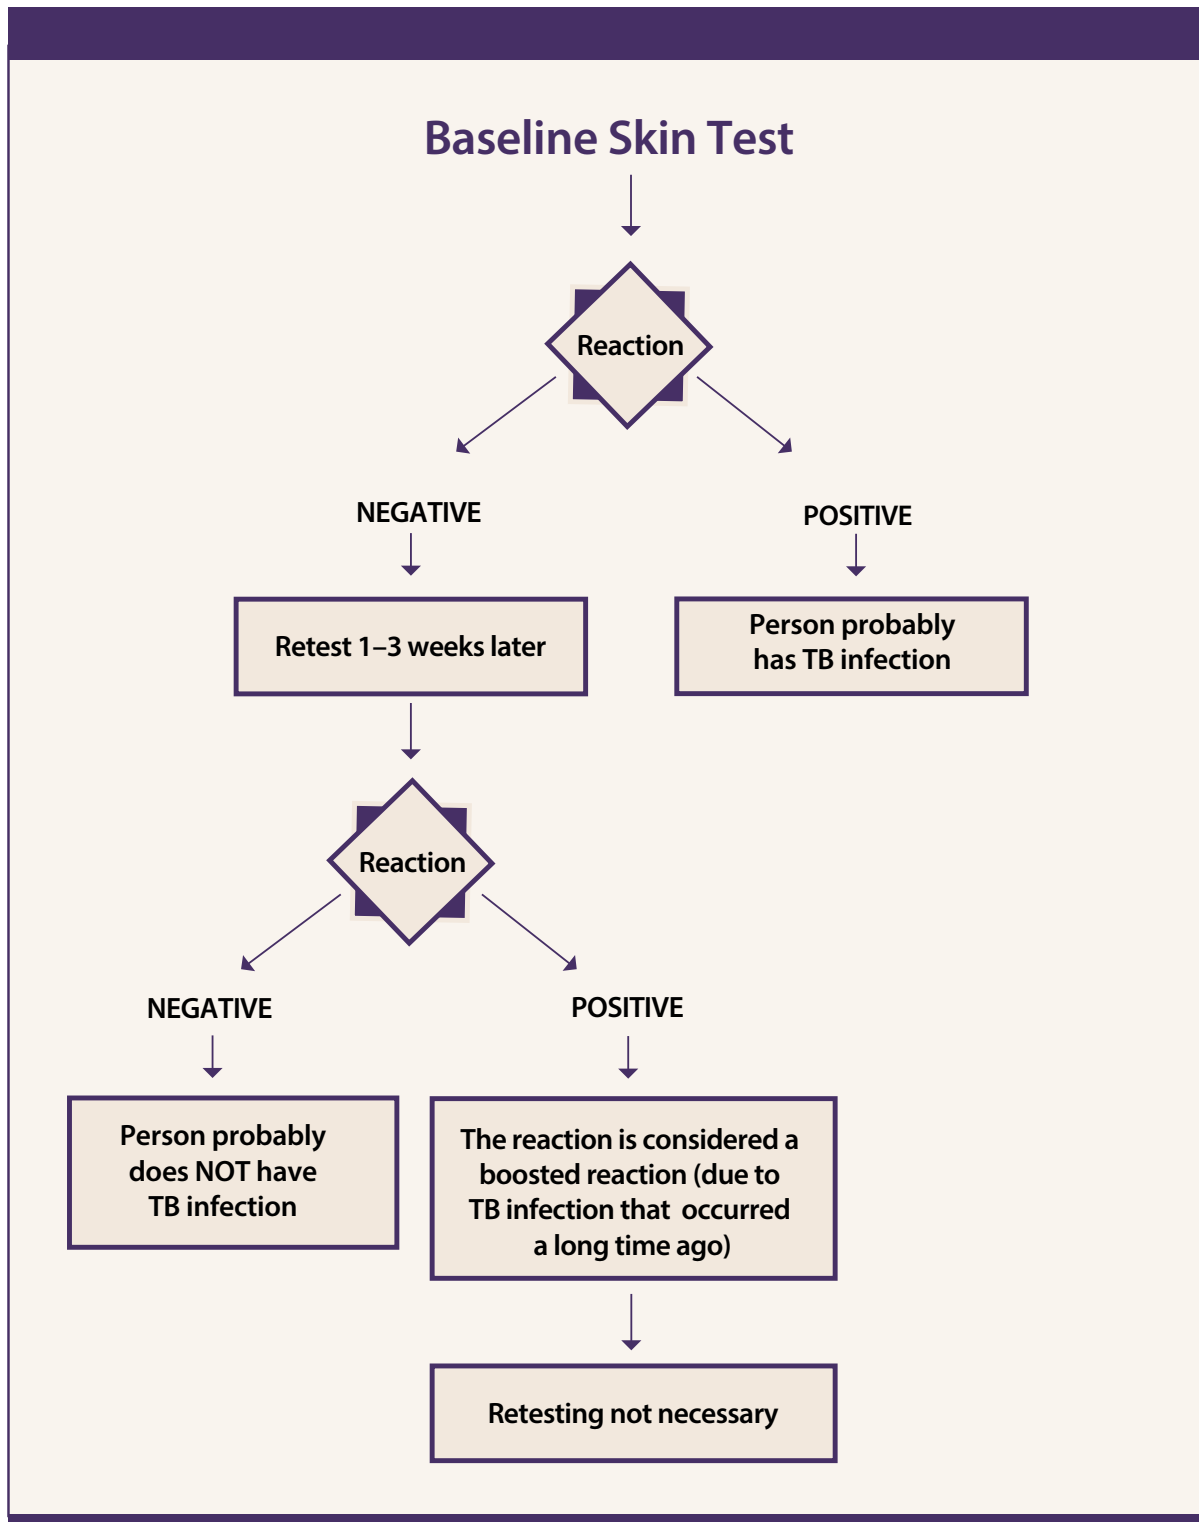 Baseline Skin Test
Reaction
NEGATIVE
POSITIVE
Retest 1–3 weeks later
Person probably
has TB infection
Reaction
NEGATIVE
POSITIVE
Person probably
does NOT have
TB infection
The reaction is considered a
boosted reaction (due to
TB infection that occurred
a long time ago)
Retesting not necessary